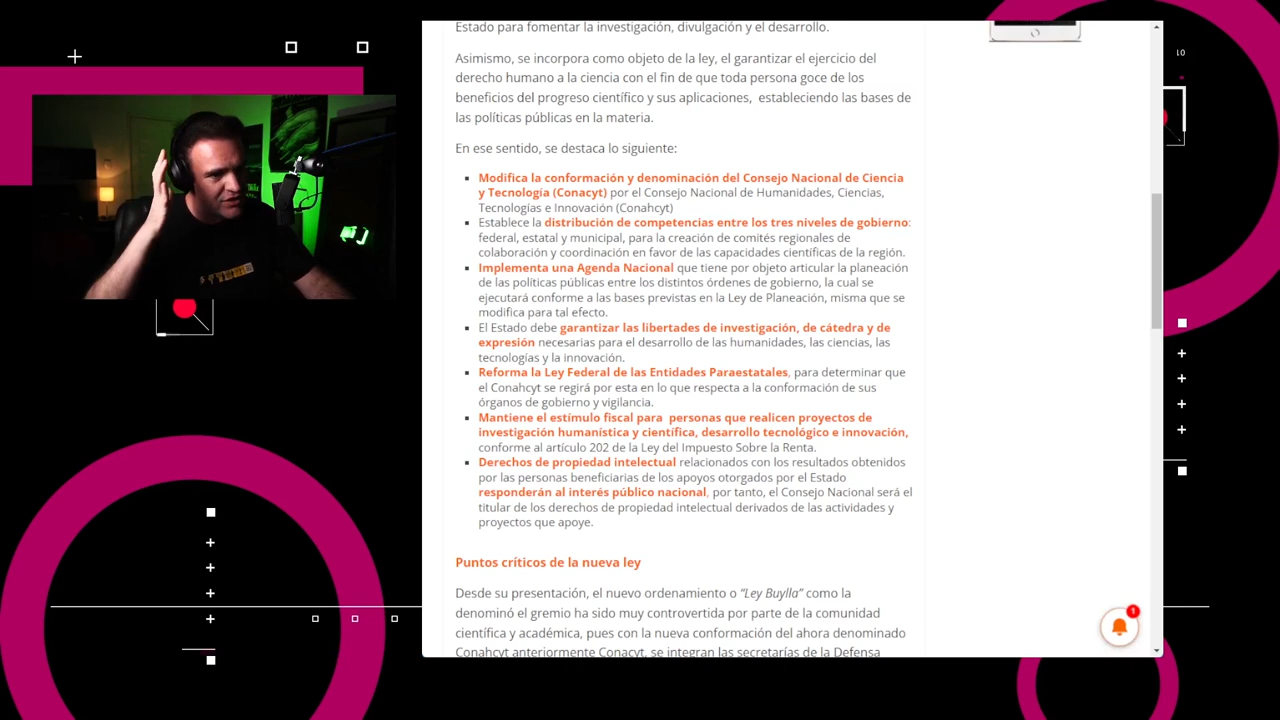 Estado para fomentar la investigación, divulgación y el desarrollo.
Asimismo, se incorpora como objeto de la ley, el garantizar el ejercicio del
derecho humano a la ciencia con el fin de que toda persona goce de los
beneficios del progreso científico y sus aplicaciones, estableciendo las bases de
las políticas públicas en la materia.
En ese sentido, se destaca lo siguiente:
Modifica la conformación y denominación del Consejo Nacional de Ciencia
y Tecnología (Conacyt) por el Consejo Nacional de Humanidades, Ciencias,
Tecnologías e Innovación (Conahcyt)
Establece la distribución de competencias entre los tres niveles de gobierno:
federal, estatal y municipal, para la creación de comités regionales de
colaboración y coordinación en favor de las capacidades científicas de la región.
Implementa una Agenda Nacional que tiene por objeto articular la planeación
de las políticas públicas entre los distintos órdenes de gobierno, la cual se
ejecutará conforme a las bases previstas en la Ley de Planeación, misma que se
modifica para tal efecto.
El Estado debe garantizar las libertades de investigación, de cátedra y de
expresión necesarias para el desarrollo de las humanidades, las ciencias, las
tecnologías y la innovación.
Reforma la Ley Federal de las Entidades Paraestatales, para determinar que
el Conahcyt se regirá por esta en lo que respecta a la conformación de sus
órganos de gobierno y vigilancia.
Mantiene el estímulo fiscal para personas que realicen proyectos de
investigación humanística y científica, desarrollo tecnológico e innovación,
conforme al artículo 202 de la Ley del Impuesto Sobre la Renta.
Derechos de propiedad intelectual relacionados con los resultados obtenidos
por las personas beneficiarias de los apoyos otorgados por el Estado
responderán al interés público nacional, por tanto, el Consejo Nacional será el
titular de los derechos de propiedad intelectual derivados de las actividades y
proyectos que apoye.
Puntos críticos de la nueva ley
Desde su presentación, el nuevo ordenamiento o "Ley Buylla" como la
denominó el gremio ha sido muy controvertida por parte de la comunidad
científica y académica, pues con la nueva conformación del ahora denominado
Conahcyt anteriormente Conacyt, se integran las secretarías de la Defensa
1
10